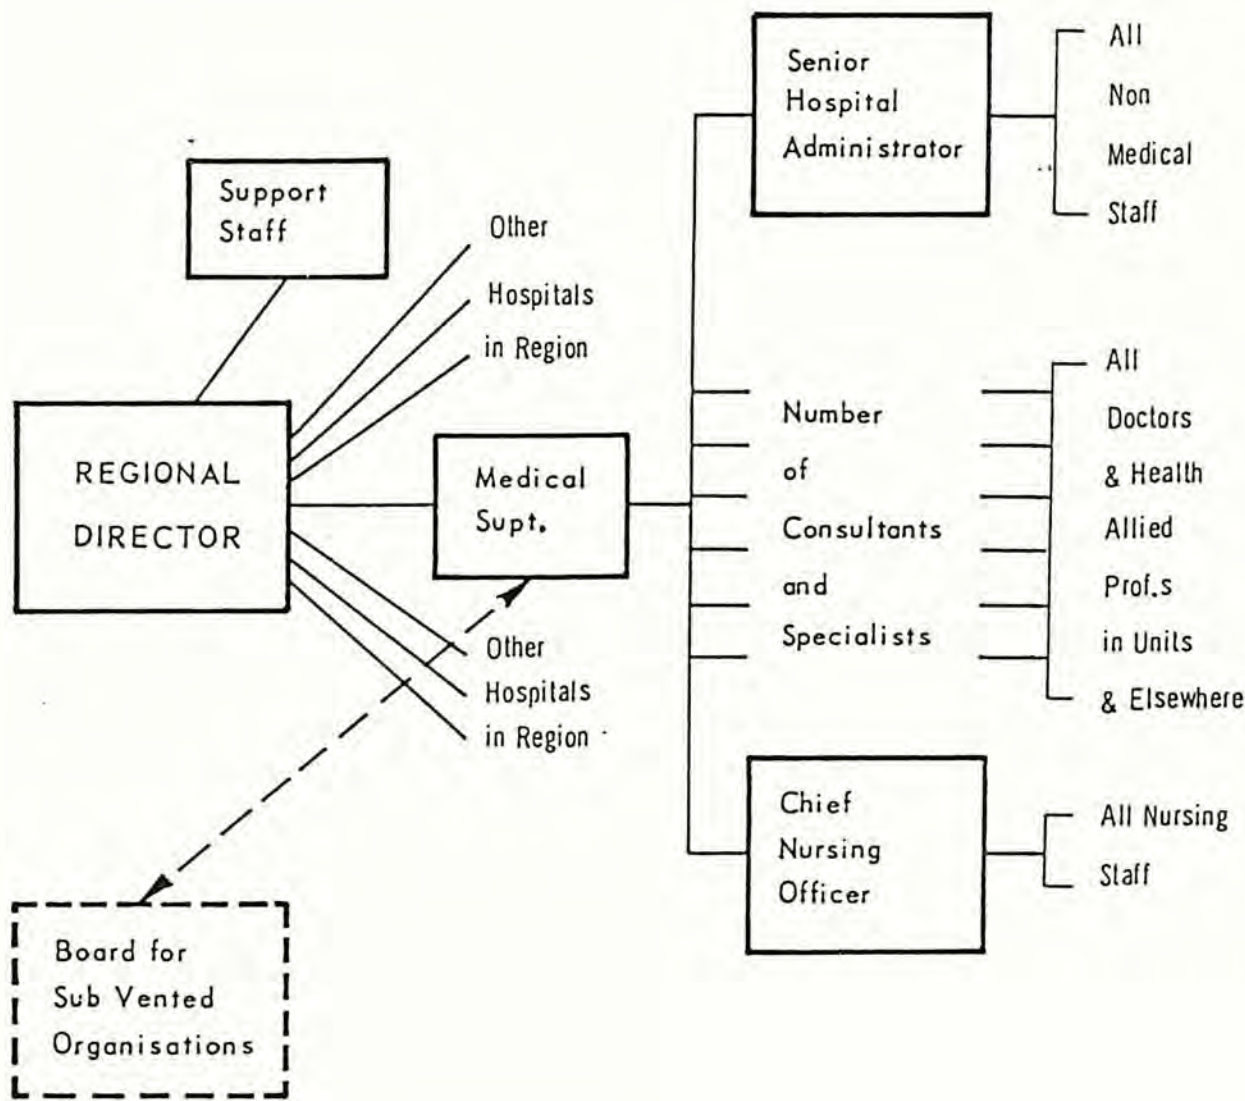 Support
Staff
Other
Hospitals
in Region
REGIONAL
DIRECTOR
Medical
Supt.
Other
Hospitals
in Region
Board for
Sub Vented
Organisations
Senior
Hospital
Administrator
All
Non
Medical
Staff
Number
of
Consultants
and
Specialists
All
Doctors
& Health
Allied
Prof.s
in Units
& Elsewhere
Chief
Nursing
Officer
All Nursing
Staff